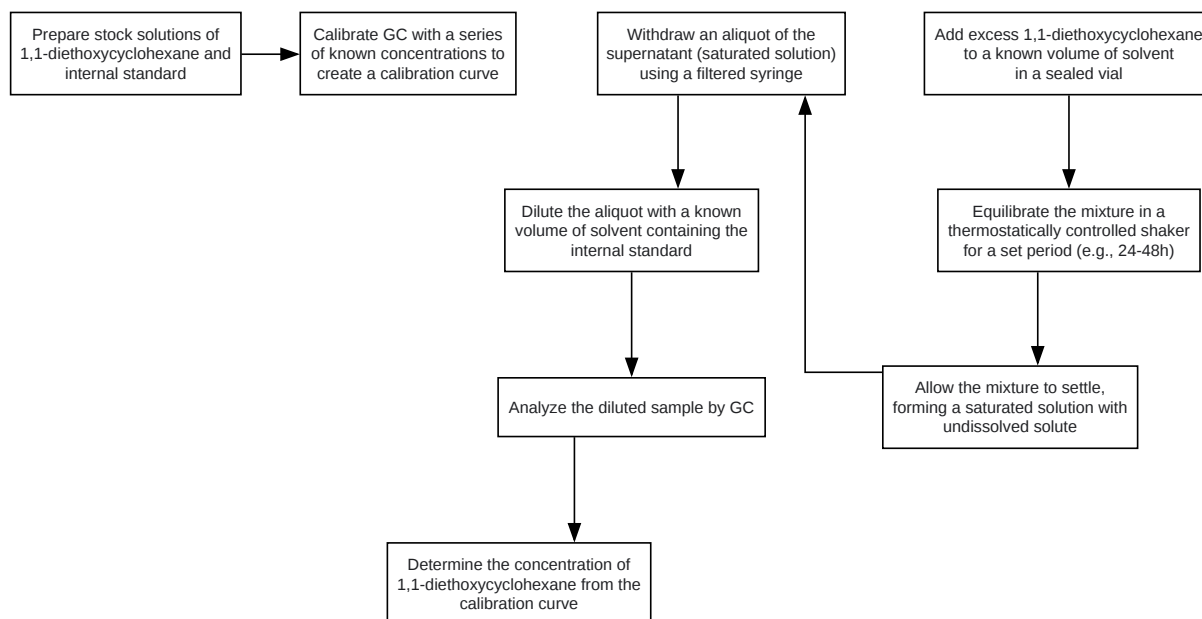 Prepare stock solutions of
1,1-diethoxycyclohexane and
internal standard
Calibrate GC with a series
of known concentrations to
create a calibration curve
Withdraw an aliquot of the
supernatant (saturated solution)
using a filtered syringe
Add excess 1,1-diethoxycyclohexane
to a known volume of solvent
in a sealed vial
Dilute the aliquot with a known
volume of solvent containing the
internal standard
Equilibrate the mixture in a
thermostatically controlled shaker
for a set period (e.g., 24-48h)
Analyze the diluted sample by GC
Allow the mixture to settle,
forming a saturated solution with
undissolved solute
Determine the concentration of
1,1-diethoxycyclohexane from the
calibration curve